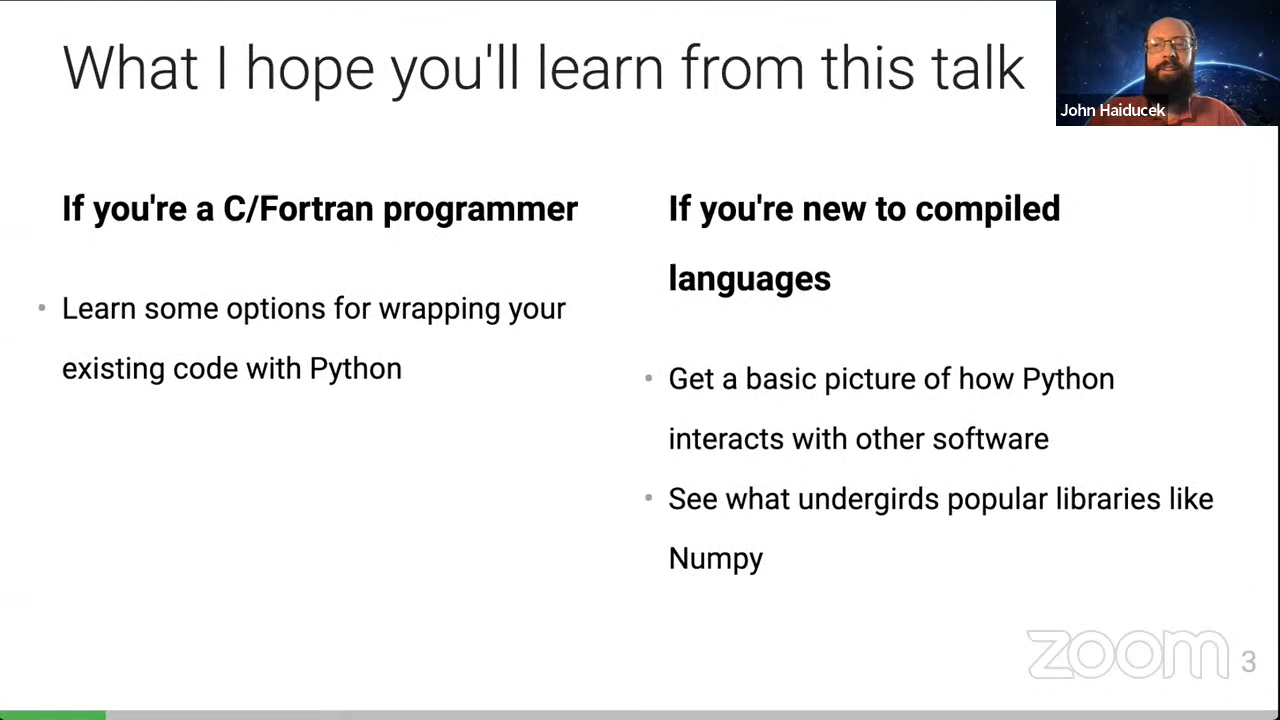 What I hope you'll learn from this talk
John Haiducek
If you're a C/Fortran programmer
• Learn some options for wrapping your
existing code with Python
If you're new to compiled
languages
• Get a basic picture of how Python
interacts with other software
• See what undergirds popular libraries like
Numpy
zoom
3